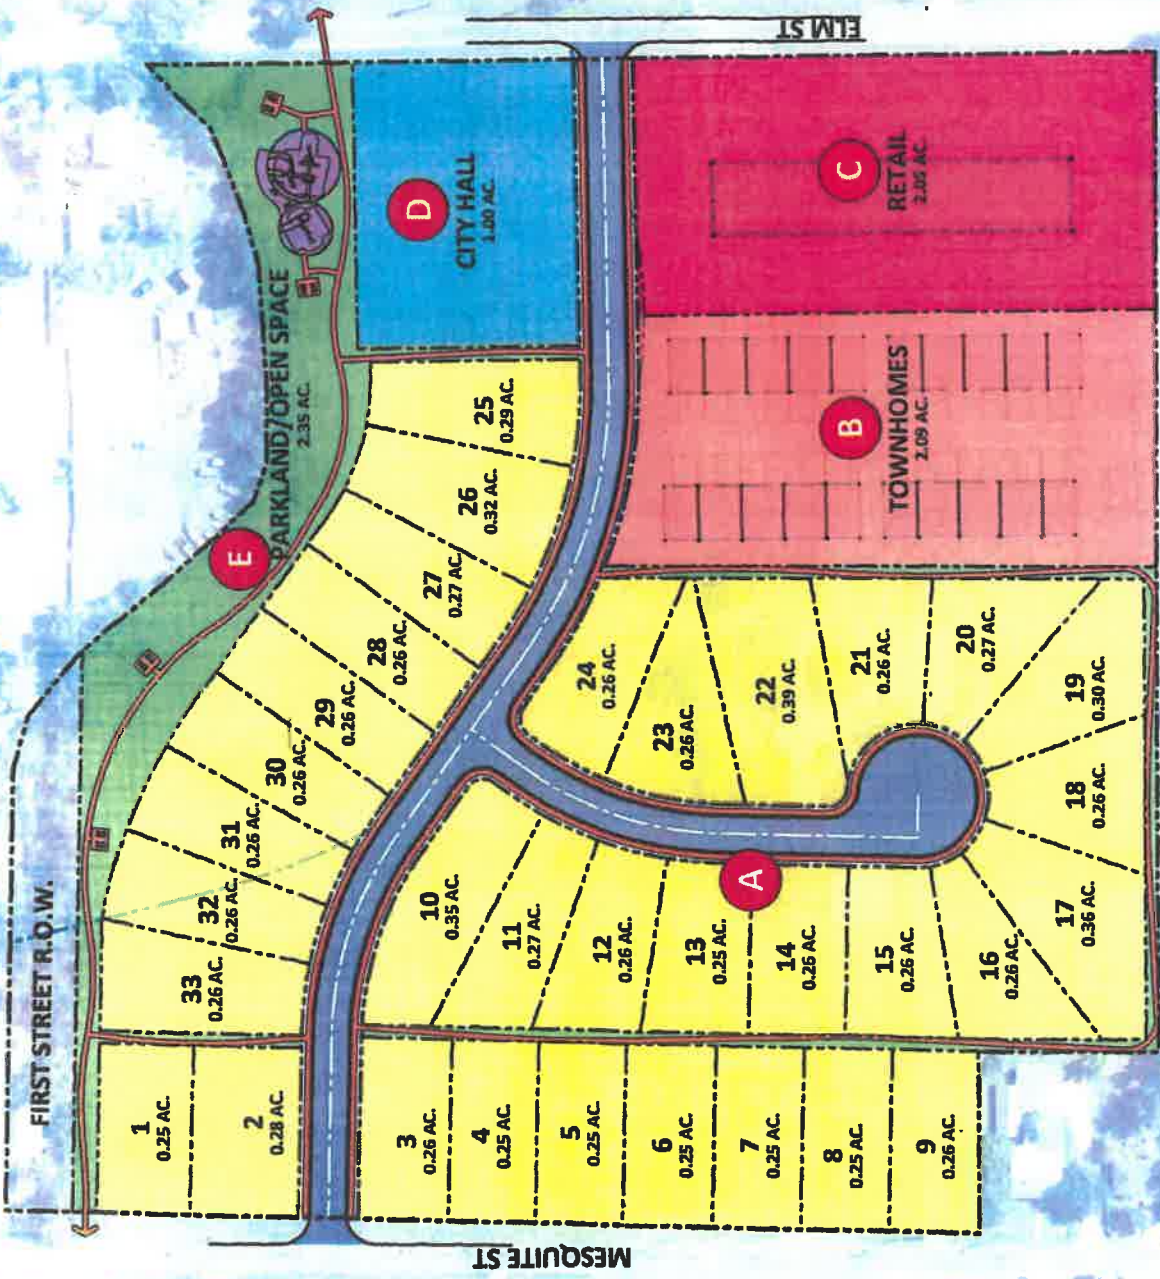 FIRST STREET R.O.W.
ELM ST
MESQUITE ST
E
PARKLAND/OPEN SPACE
2.35 AC.
D
CITY HALL
1.00 AC.
C
RETAIL
2.05 AC.
B
TOWNHOMES
2.09 AC.
A
1
0.25 AC.
2
0.28 AC.
3
0.26 AC.
4
0.25 AC.
5
0.25 AC.
6
0.25 AC.
7
0.25 AC.
8
0.25 AC.
9
0.26 AC.
10
0.35 AC.
11
0.27 AC.
12
0.26 AC.
13
0.25 AC.
14
0.26 AC.
15
0.26 AC.
16
0.26 AC.
17
0.36 AC.
18
0.26 AC.
19
0.30 AC.
20
0.27 AC.
21
0.26 AC.
22
0.39 AC.
23
0.26 AC.
24
0.26 AC.
25
0.29 AC.
26
0.32 AC.
27
0.27 AC.
28
0.26 AC.
29
0.26 AC.
30
0.26 AC.
31
0.26 AC.
32
0.26 AC.
33
0.26 AC.